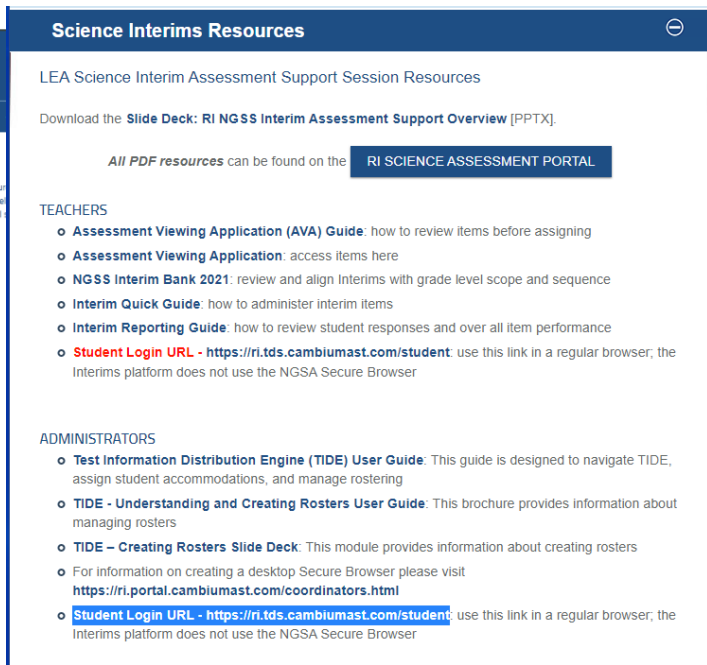 Science Interims Resources
LEA Science Interim Assessment Support Session Resources
Download the Slide Deck: RI NGSS Interim Assessment Support Overview [PPTX].
All PDF resources can be found on the RI SCIENCE ASSESSMENT PORTAL
TEACHERS
Assessment Viewing Application (AVA) Guide: how to review items before assigning
Assessment Viewing Application: access items here
NGSS Interim Bank 2021: review and align Interims with grade level scope and sequence
Interim Quick Guide: how to administer interim items
Interim Reporting Guide: how to review student responses and over all item performance
Student Login URL - https://ri.tds.cambiumast.com/student: use this link in a regular browser; the
Interims platform does not use the NGSA Secure Browser
ADMINISTRATORS
Test Information Distribution Engine (TIDE) User Guide: This guide is designed to navigate TIDE,
assign student accommodations, and manage rostering
TIDE - Understanding and Creating Rosters User Guide: This brochure provides information about
managing rosters
TIDE – Creating Rosters Slide Deck: This module provides information about creating rosters
For information on creating a desktop Secure Browser please visit
https://ri.portal.cambiumast.com/coordinators.html
Student Login URL - https://ri.tds.cambiumast.com/student: use this link in a regular browser; the
Interims platform does not use the NGSA Secure Browser